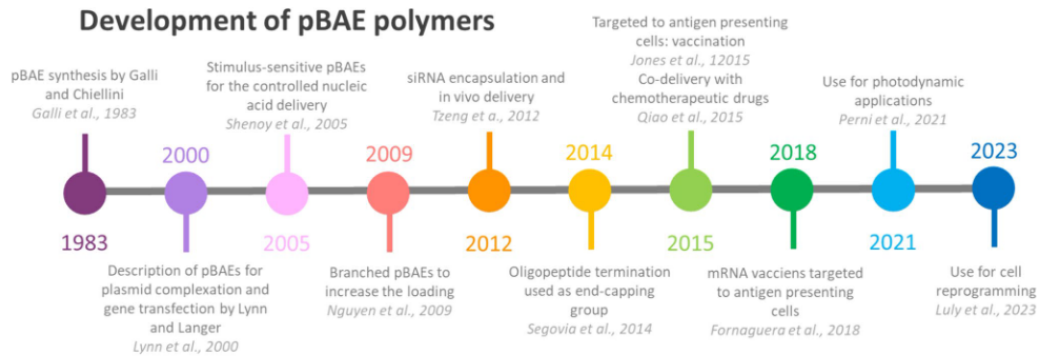 Development of pBAE polymers
pBAE synthesis by Galli
and Chiellini
Galli et al., 1983
1983
2000
Description of pBAEs for
plasmid complexation and
gene transfection by Lynn
and Langer
Lynn et al., 2000
Stimulus-sensitive pBAEs
for the controlled nucleic
acid delivery
Shenoy et al., 2005
2005
2009
Branched pBAEs to
increase the loading
Nguyen et al., 2009
siRNA encapsulation and
in vivo delivery
Tzeng et a., 2012
2012
2014
Oligopeptide termination
used as end-capping
group
Segovia et al., 2014
Targeted to antigen presenting
cells: vaccination
Jones et al., 12015
Co-delivery with
chemotherapeutic drugs
Qiao et al., 2015
2015
2018
mRNA vacciens targeted
to antigen presenting
cells
Fornaguera et al., 2018
Use for photodynamic
applications
Perni et al., 2021
2021
2023
Use for cell
reprogramming
Luly et al., 2023